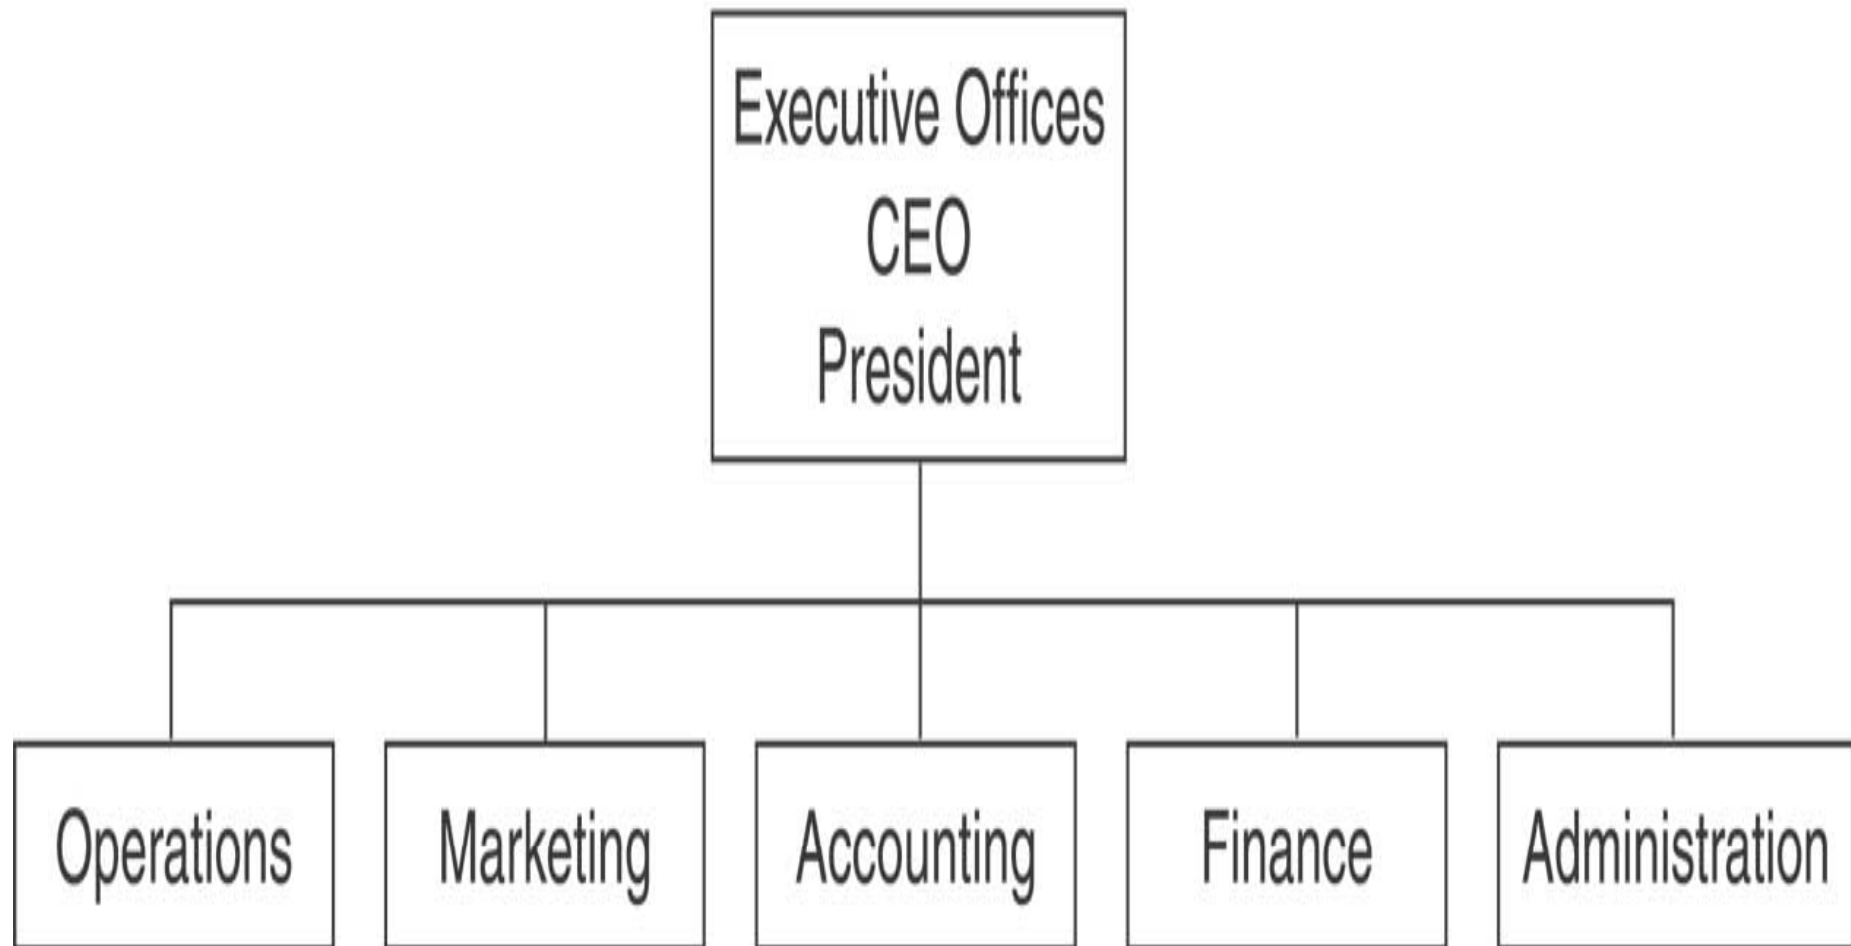 Executive Offices
CEO
President
Operations
Marketing
Accounting
Finance
Administration